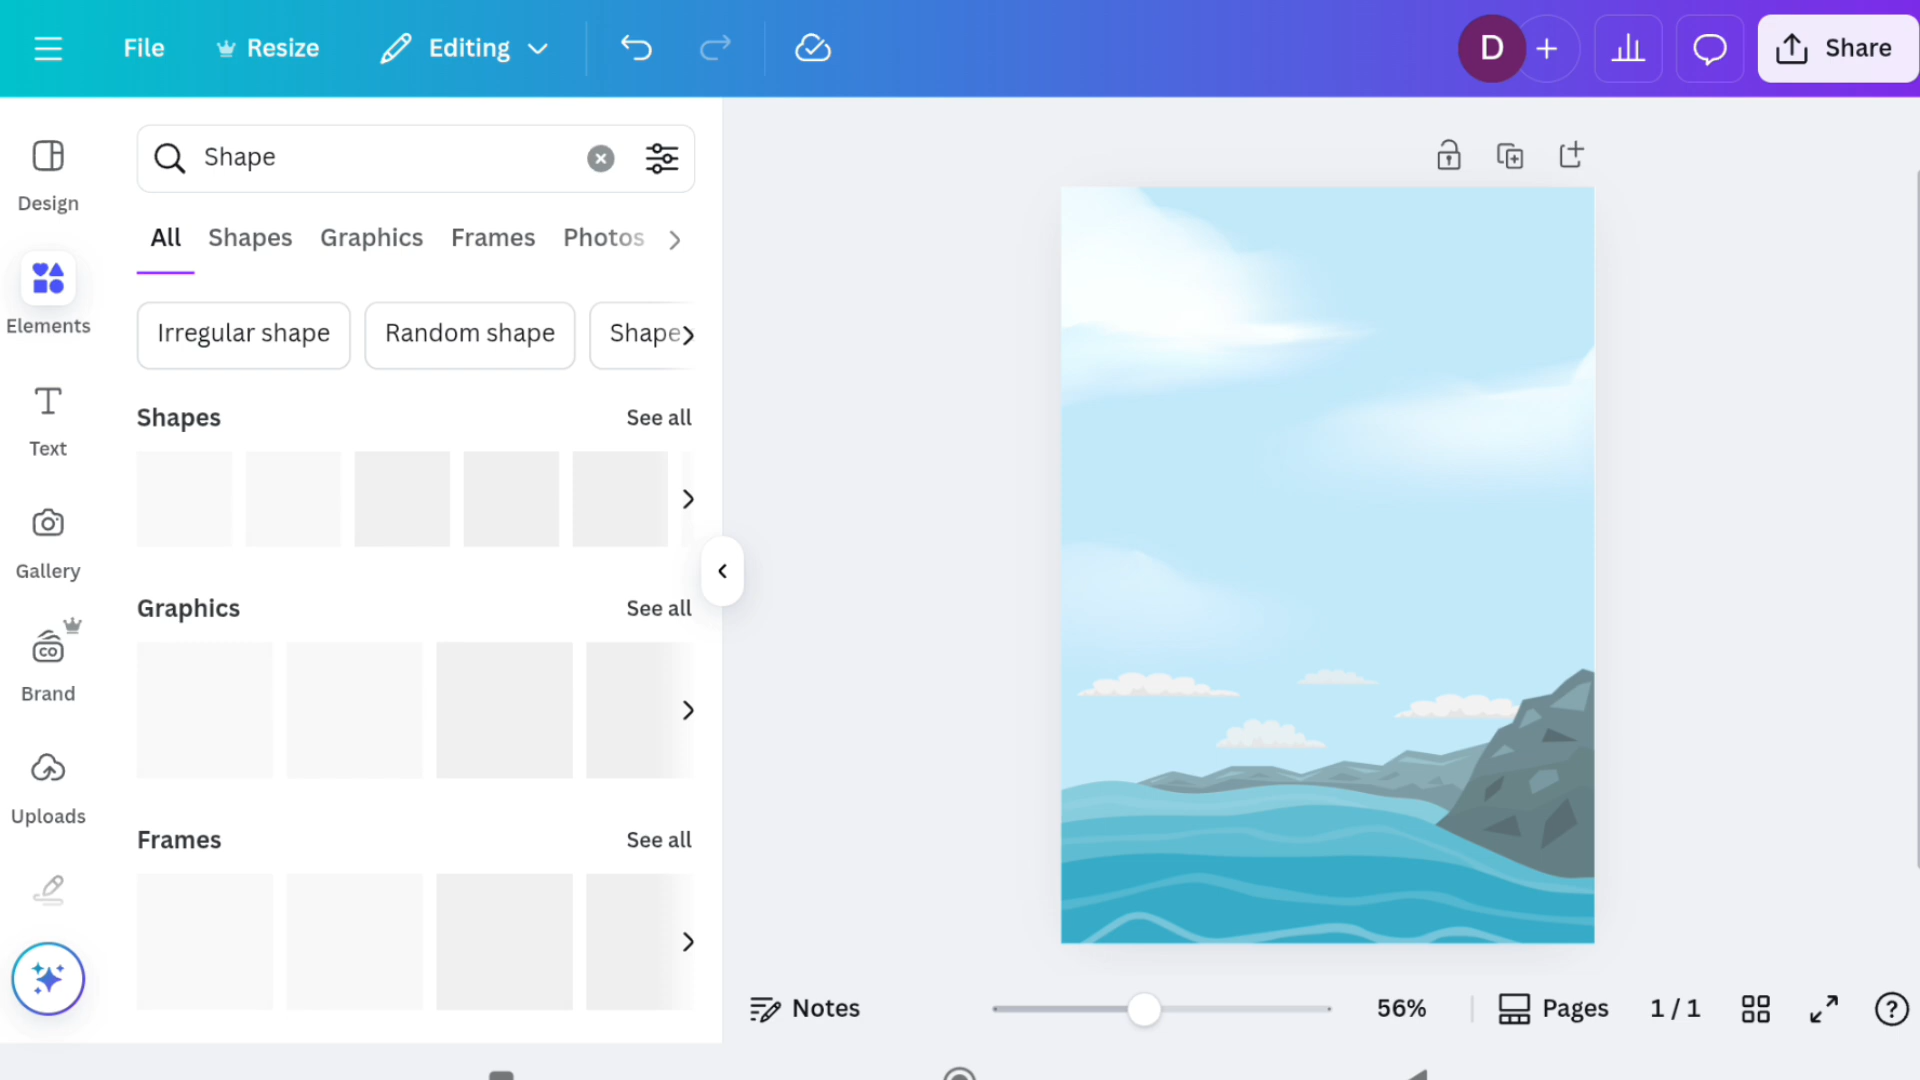 File
Resize
Editing
D
Share
Design
Elements
Text
Gallery
CO
Brand
Uploads
Shape
All Shapes Graphics Frames Photos
Irregular shape Random shape Shape
Shapes See all
Graphics See all
Frames See all
Notes
56%
Pages
1 / 1
?